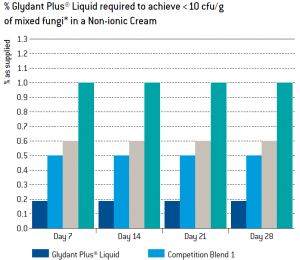 % Glydant Plus® Liquid required to achieve < 10 cfu/g
of mixed fungi* in a Non-ionic Cream
% as supplied
1.3
1.2
1.1
1.0
0.9
0.8
0.7
0.6
0.5
0.4
0.3
0.2
0.1
0.0
Day 7 Day 14 Day 21 Day 28
Glydant Plus® Liquid Competition Blend 1